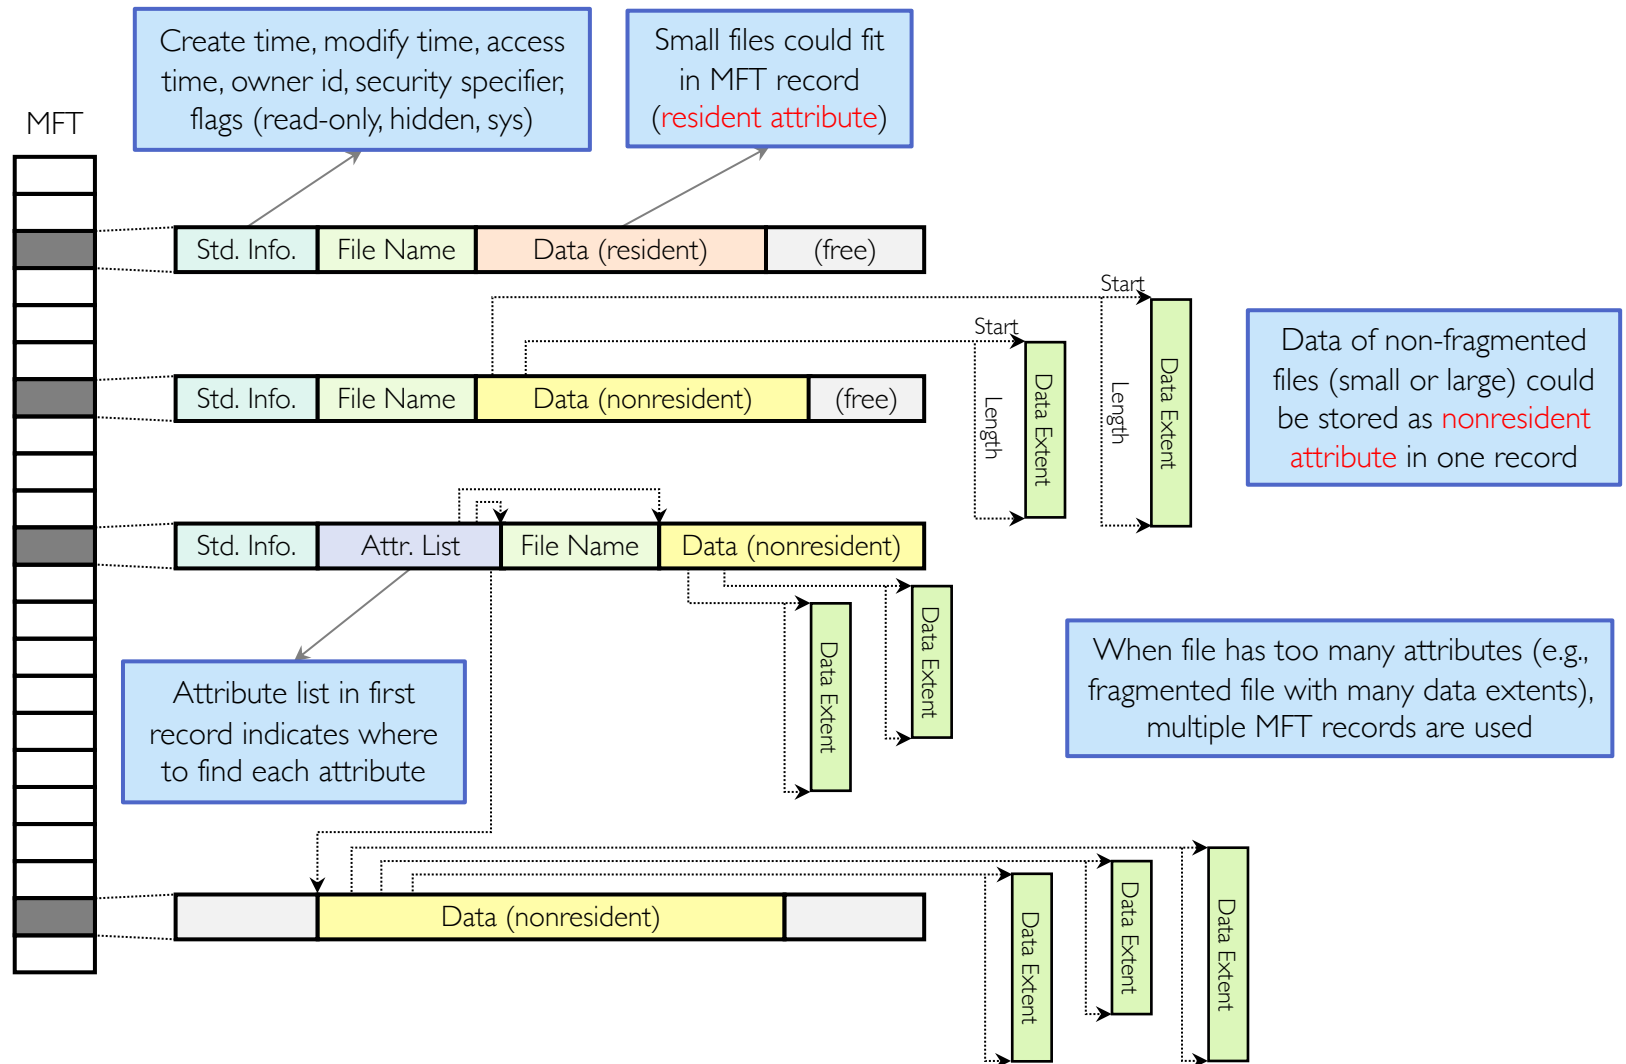 Create time, modify time, access
time, owner id, security specifier,
flags (read-only, hidden, sys)
Small files could fit
in MFT record
(resident attribute)
MFT
Std. Info.
File Name
Data (resident)
(free)
Start
Length
Data Extent
Start
Length
Data Extent
Std. Info.
File Name
Data (nonresident)
(free)
Data of non-fragmented
files (small or large) could
be stored as nonresident
attribute in one record
Std. Info.
Attr. List
File Name
Data (nonresident)
Data Extent
Data Extent
Attribute list in first
record indicates where
to find each attribute
When file has too many attributes (e.g.,
fragmented file with many data extents),
multiple MFT records are used
Data (nonresident)
Data Extent
Data Extent
Data Extent